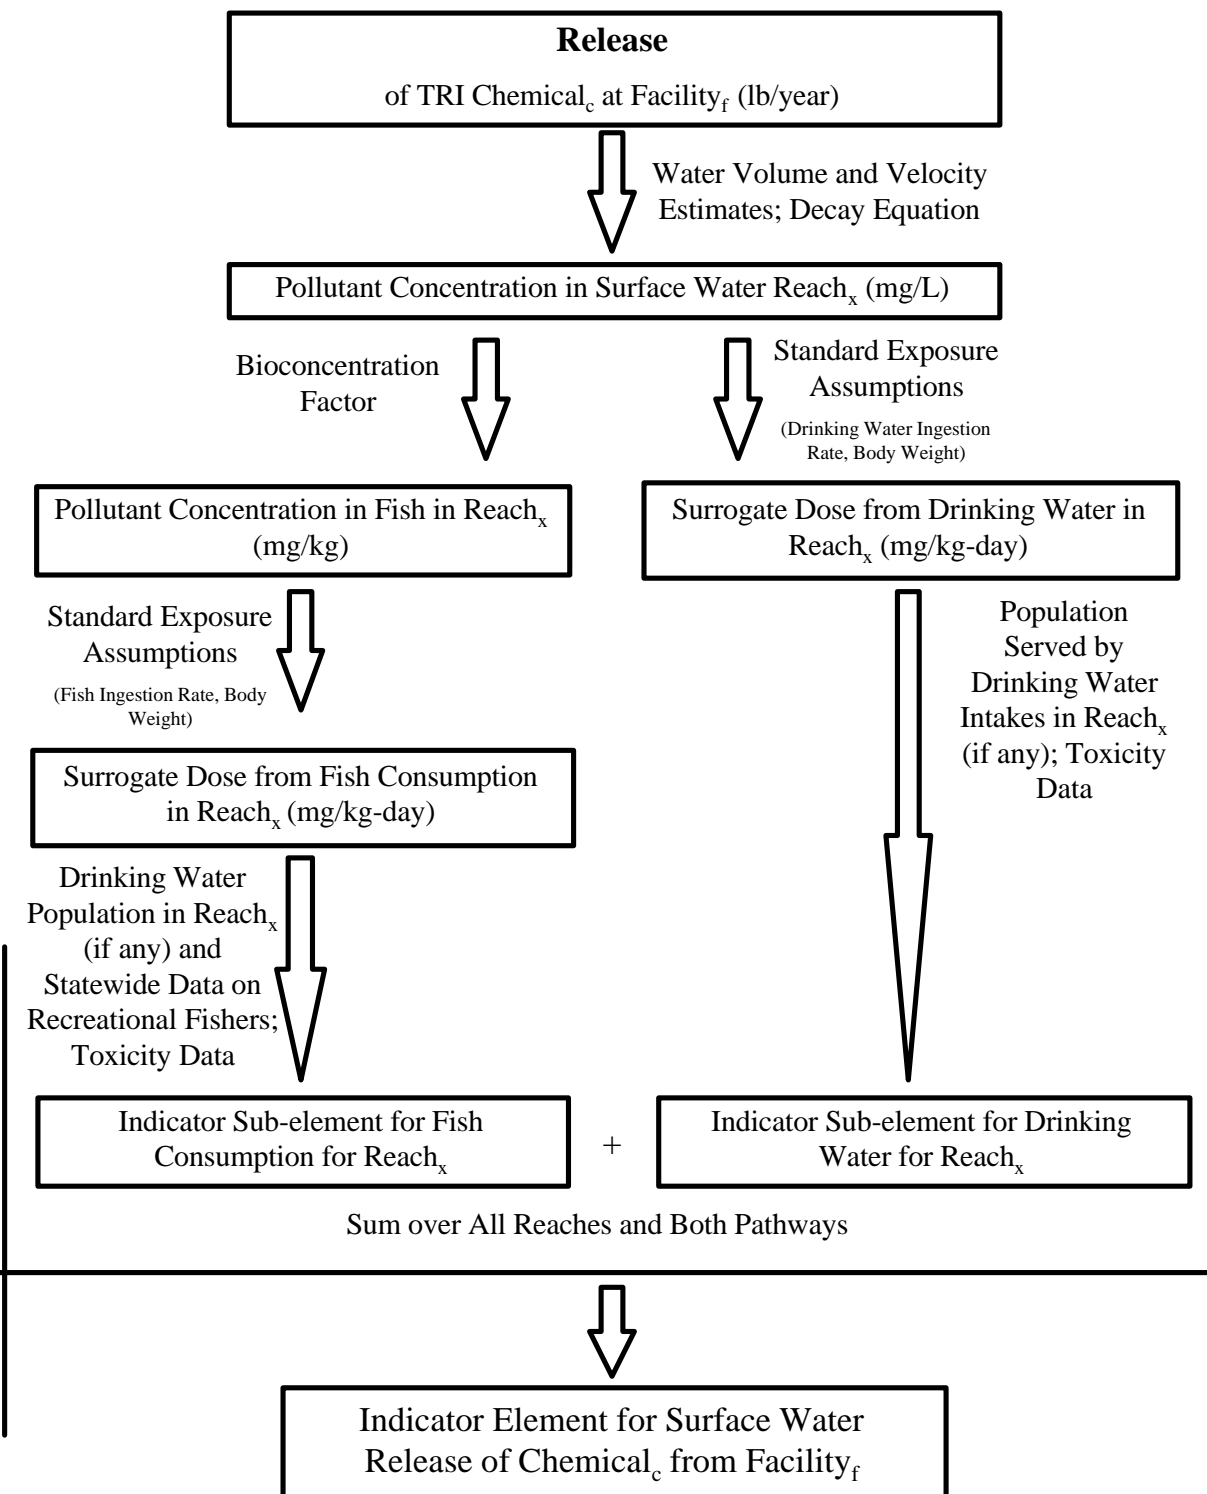 Release
of TRI Chemical_c at Facility_f (lb/year)
Water Volume and Velocity
Estimates; Decay Equation
Pollutant Concentration in Surface Water Reach_x (mg/L)
Bioconcentration
Factor
Standard Exposure
Assumptions
(Drinking Water Ingestion
Rate, Body Weight)
Pollutant Concentration in Fish in Reach_x
(mg/kg)
Surrogate Dose from Drinking Water in
Reach_x (mg/kg-day)
Standard Exposure
Assumptions
(Fish Ingestion Rate, Body
Weight)
Population
Served by
Drinking Water
Intakes in Reach_x
(if any); Toxicity
Data
Surrogate Dose from Fish Consumption
in Reach_x (mg/kg-day)
Drinking Water
Population in Reach_x
(if any) and
Statewide Data on
Recreational Fishers;
Toxicity Data
Indicator Sub-element for Fish
Consumption for Reach_x
+
Indicator Sub-element for Drinking
Water for Reach_x
Sum over All Reaches and Both Pathways
Indicator Element for Surface Water
Release of Chemical_c from Facility_f